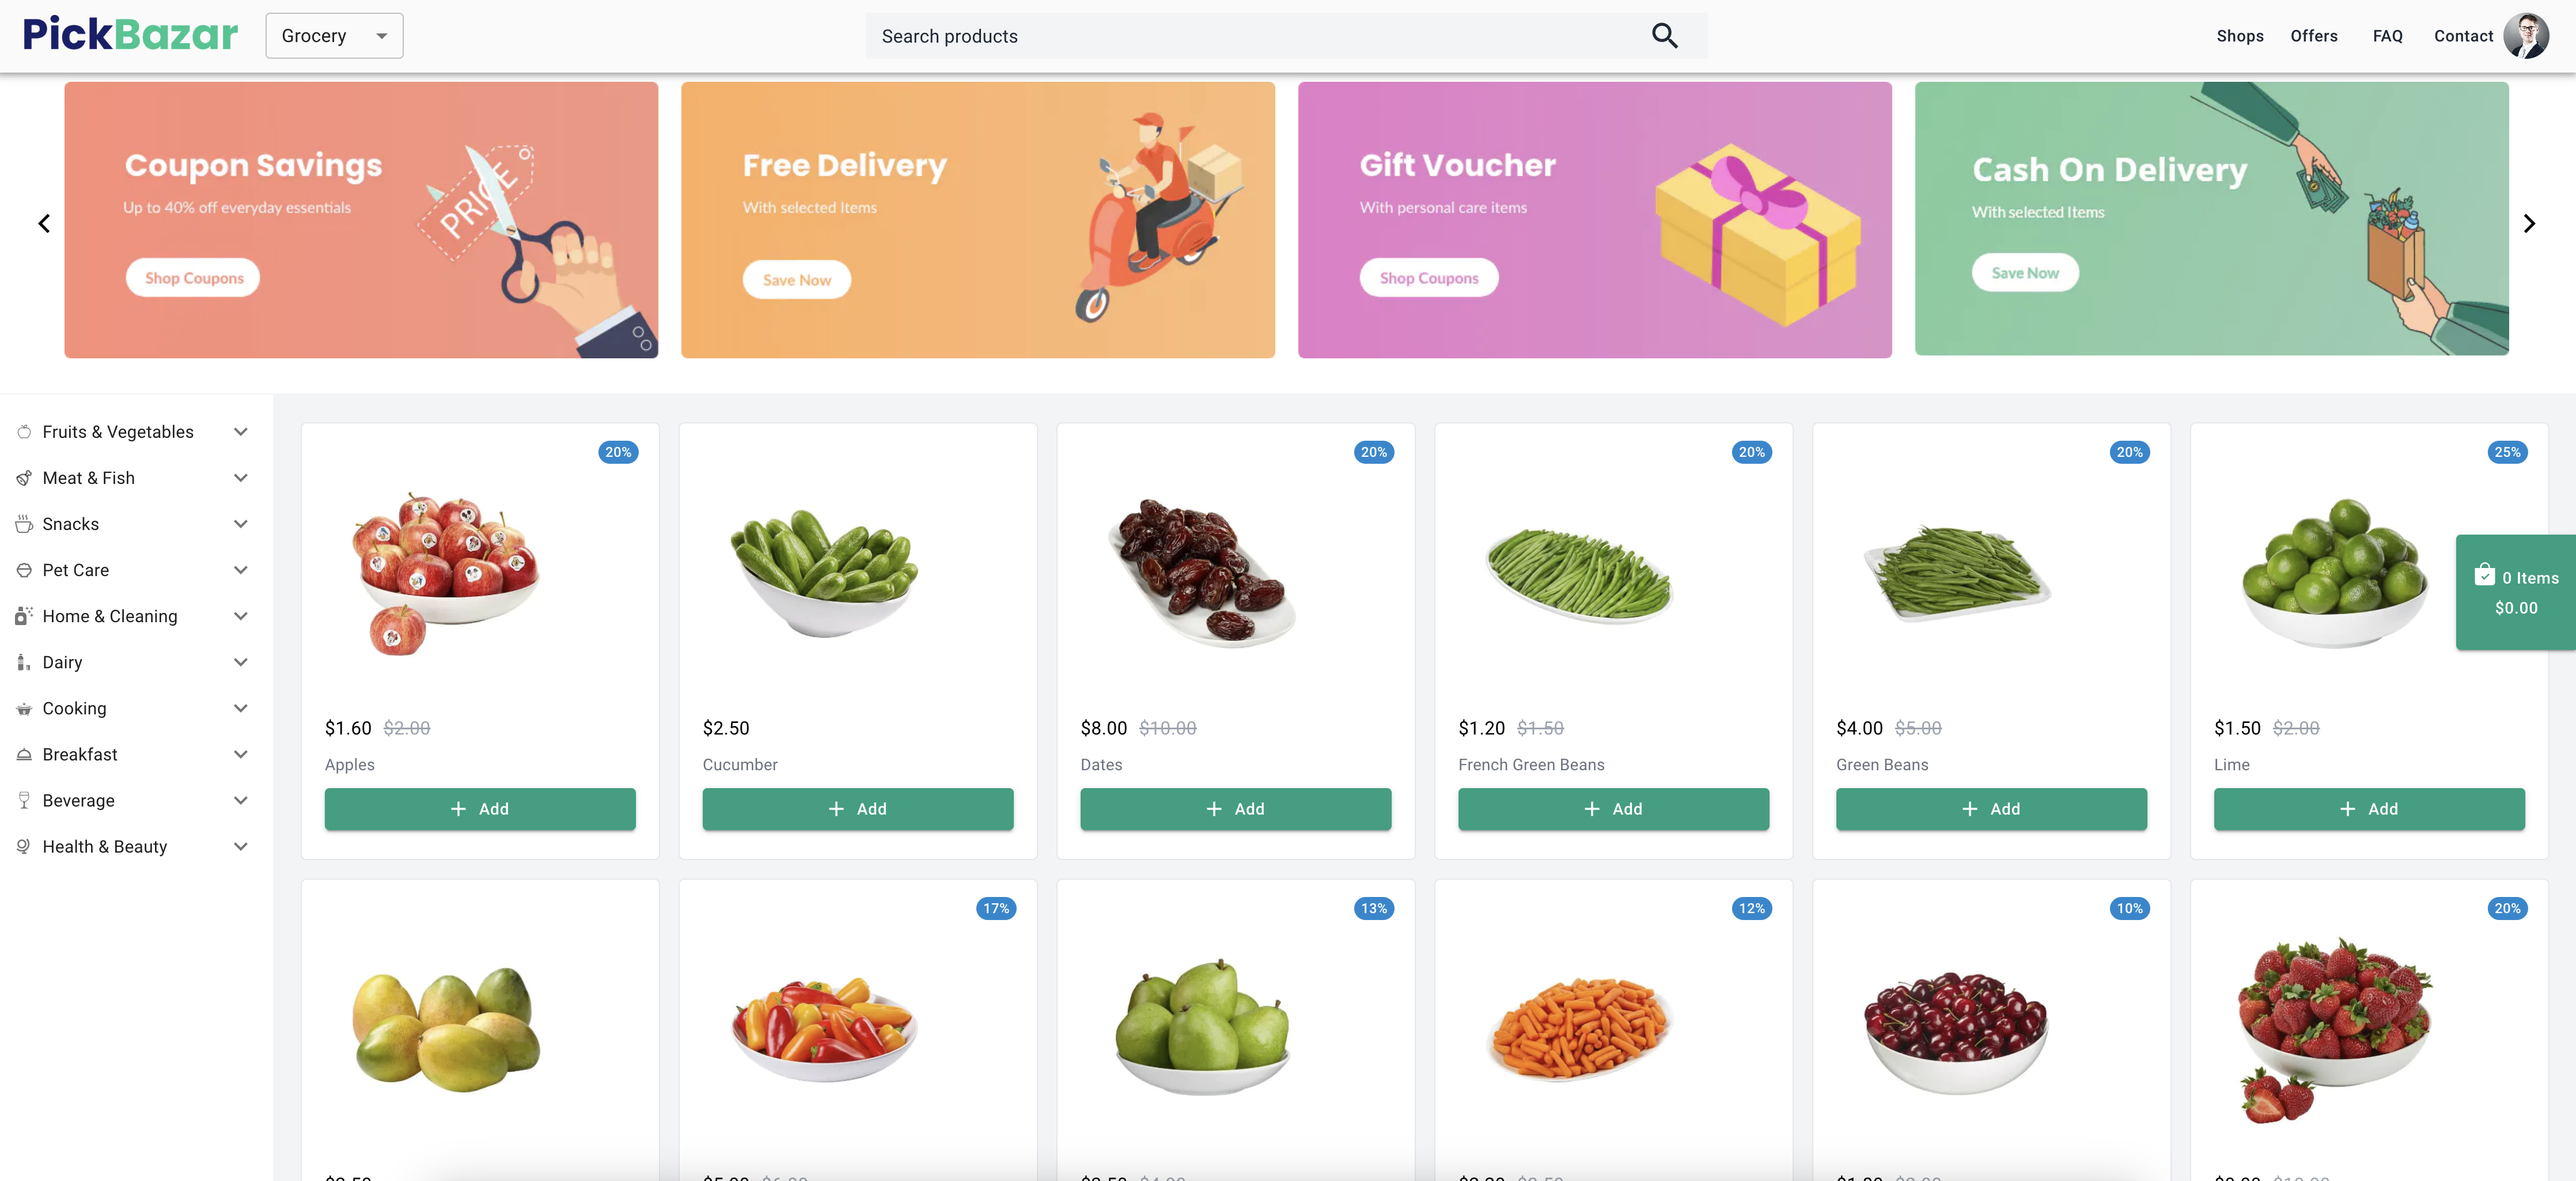 PickBazar
Grocery
Search products
Shops
Offers
FAQ
Contact
Coupon Savings
Up to 40% off everyday essentials
PRICE
Shop Coupons
Free Delivery
With selected Items
Save Now
Gift Voucher
With personal care items
Shop Coupons
Cash On Delivery
With selected Items
Save Now
Fruits & Vegetables
Meat & Fish
Snacks
Pet Care
Home & Cleaning
Dairy
Cooking
Breakfast
Beverage
Health & Beauty
20%
$1.60 $2.00
Apples
+ Add
$2.50
Cucumber
+ Add
20%
$8.00 $10.00
Dates
+ Add
20%
$1.20 $1.50
French Green Beans
+ Add
20%
$4.00 $5.00
Green Beans
+ Add
25%
$1.50 $2.00
Lime
+ Add
0 Items
$0.00
17%
13%
12%
10%
20%